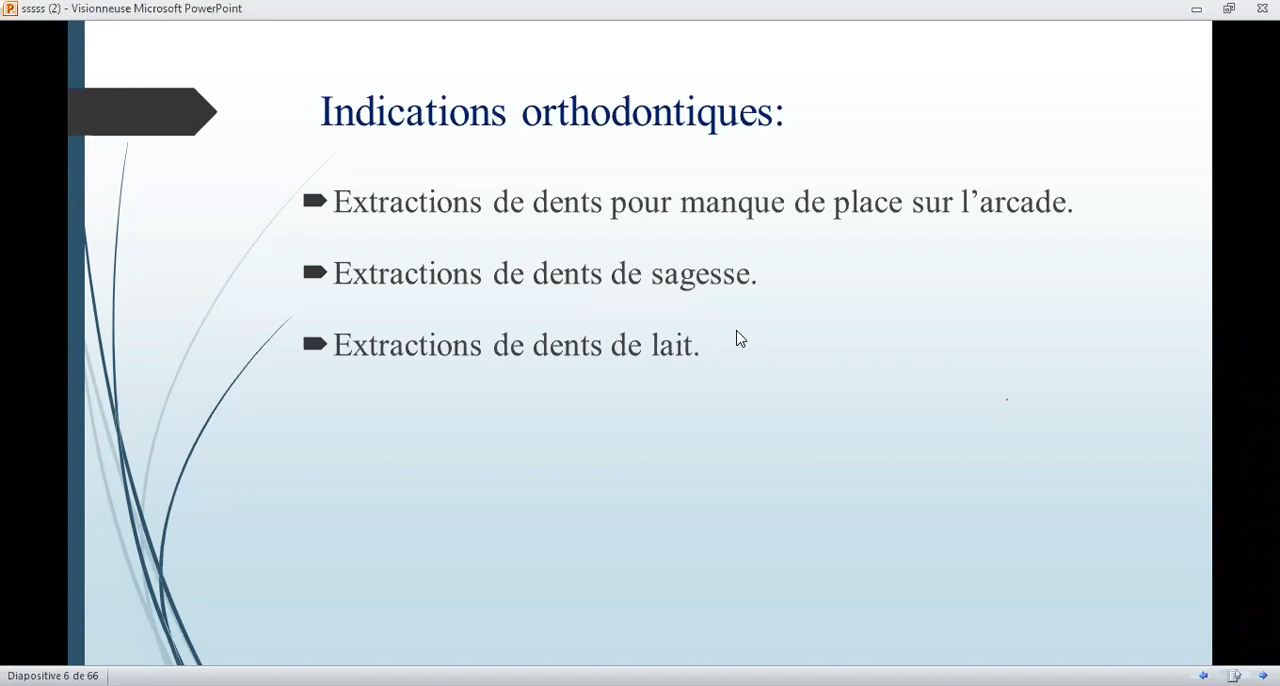 sssss (2) - Visionneuse Microsoft PowerPoint
Indications orthodontiques:
Extractions de dents pour manque de place sur l’arcade.
Extractions de dents de sagesse.
Extractions de dents de lait.
Diapositive 6 de 66